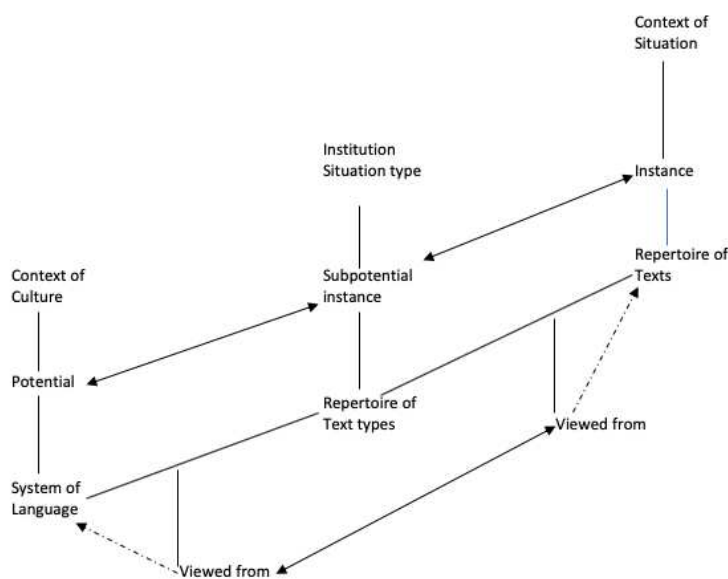 Context of
Situation
Institution
Situation type
Instance
Context of
Culture
Subpotential
instance
Repertoire of
Texts
Potential
Repertoire of
Text types
Viewed from
System of
Language
Viewed from